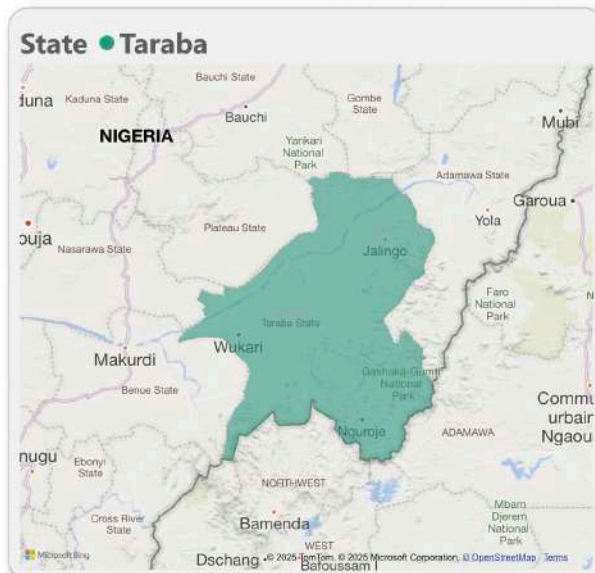 State Taraba
Bauchi State
duna
Kaduna State
Gombe
State
Bauchi
Mubi
NIGERIA
Yankari
National
Park
Adamawa State
Garoua
Plateau State
Yola
uja
Jalingo
Nasarawa State
Faro
National
Park
N
Taraba State
Wukari
Makurdi
Gashaka-Gumti
National
Park
Benue State
Commu
urbain
Ngaou
Nguroje
ADAMAWA
nugu
Ebonyi
State
NORTHWEST
Cross River
State
Mbam
Djerem
National
Park
Bamenda
WEST
Microsoft Bing
Dschang
Bafoussam I
© 2025 TomTom, © 2025 Microsoft Corporation, © OpenStreetMap Terms